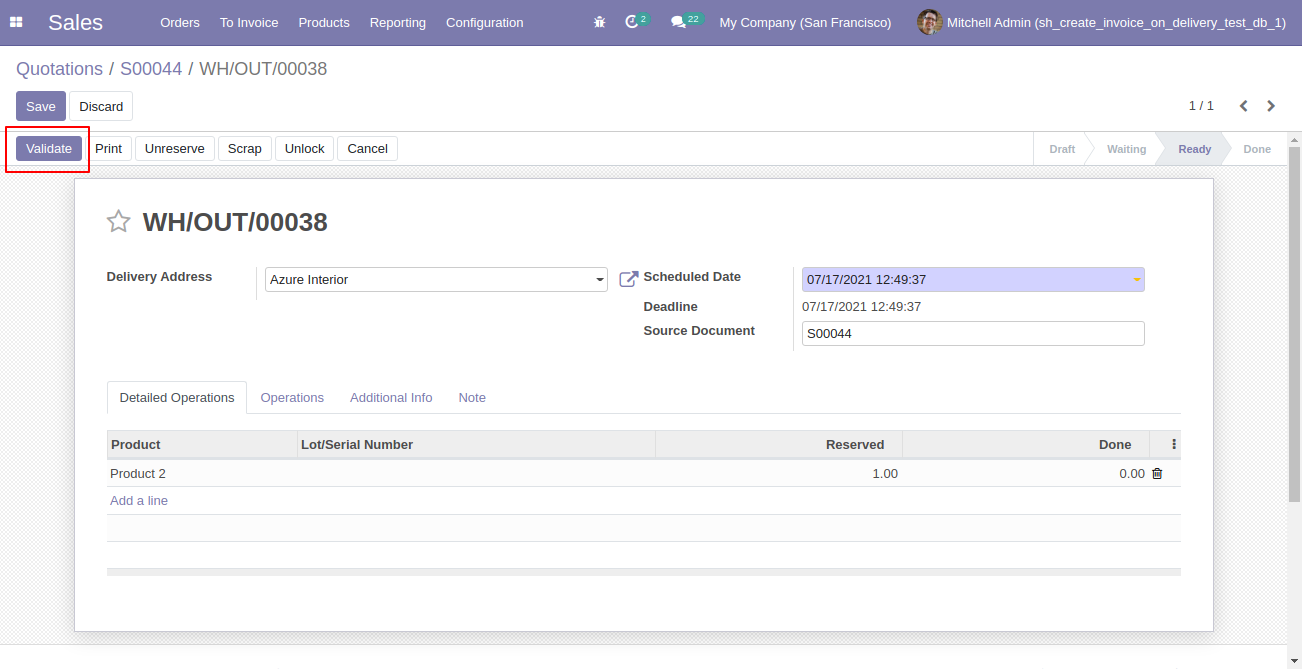 Sales Orders To Invoice Products Reporting Configuration 2 22 My Company (San Francisco) Mitchell Admin (sh_create_invoice_on_delivery_test_db_1)
Quotations / S00044 / WH/OUT/00038
Save Discard 1 / 1
Validate Print Unreserve Scrap Unlock Cancel Draft Waiting Ready Done
WH/OUT/00038
Delivery Address Azure Interior Scheduled Date 07/17/2021 12:49:37
Deadline 07/17/2021 12:49:37
Source Document S00044
Detailed Operations Operations Additional Info Note
Product Lot/Serial Number Reserved Done
Product 2 1.00 0.00
Add a line